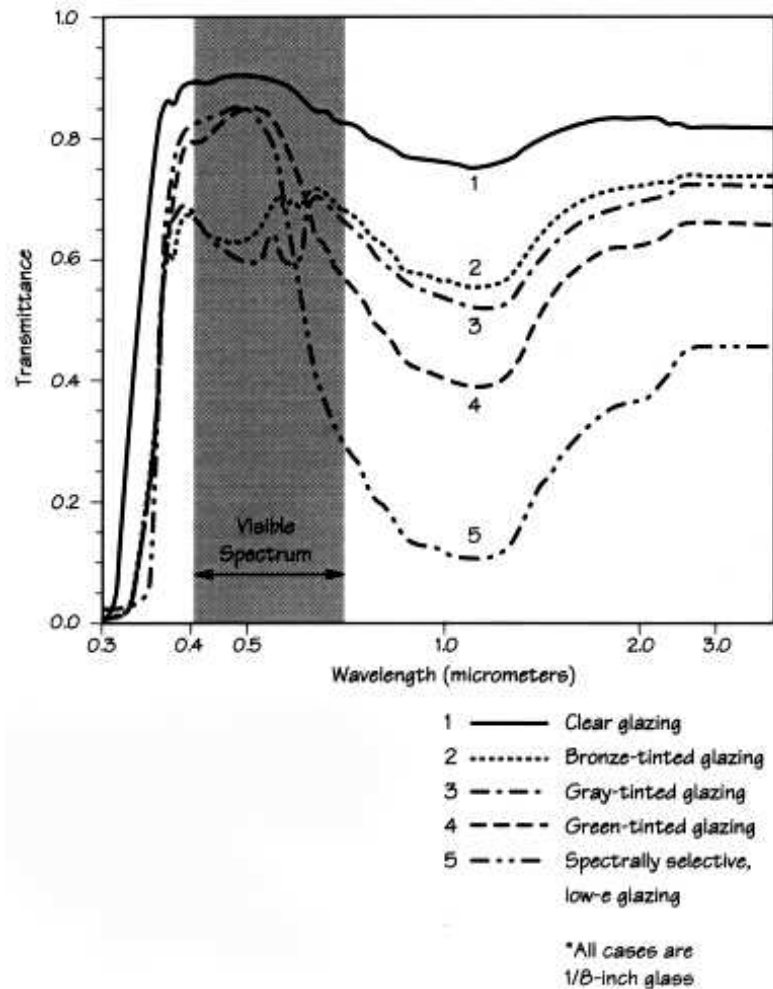 1.0
0.8
0.6
0.4
0.2
0.0
Transmittance
1
2
3
4
5
Visible
Spectrum
0.3
0.4
0.5
1.0
2.0
3.0
Wavelength (micrometers)
1 Clear glazing
2 Bronze-tinted glazing
3 Gray-tinted glazing
4 Green-tinted glazing
5 Spectrally selective,
low-e glazing
*All cases are
1/8-inch glass